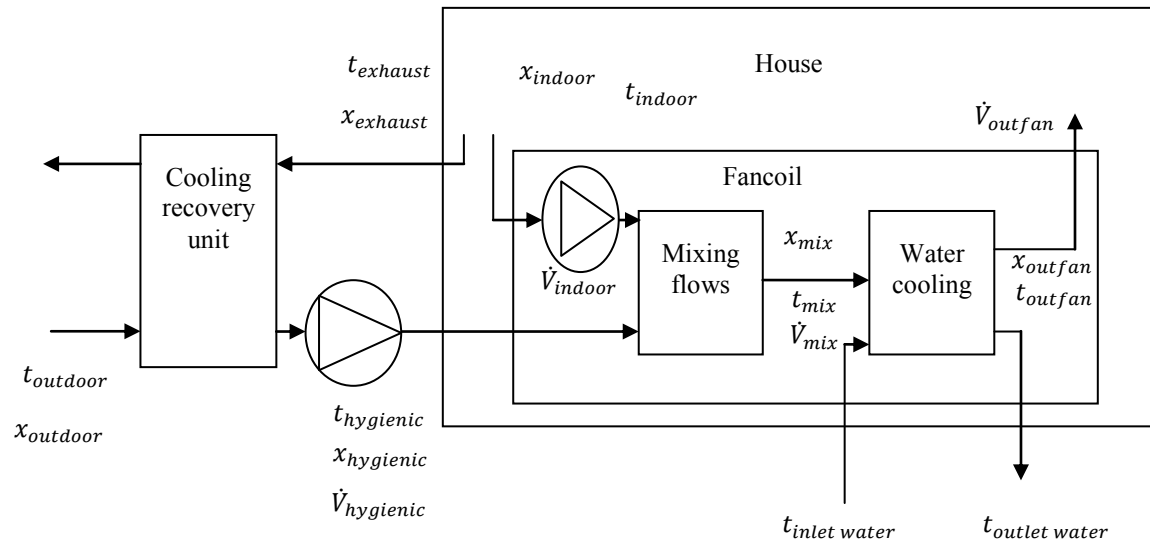 House
t_exhaust
x_exhaust
x_indoor
t_indoor
V̇_outfan
Cooling
recovery
unit
Fancoil
V̇_indoor
Mixing
flows
x_mix
t_mix
V̇_mix
Water
cooling
x_outfan
t_outfan
t_outdoor
x_outdoor
t_hygienic
x_hygienic
V̇_hygienic
t_inlet water
t_outlet water